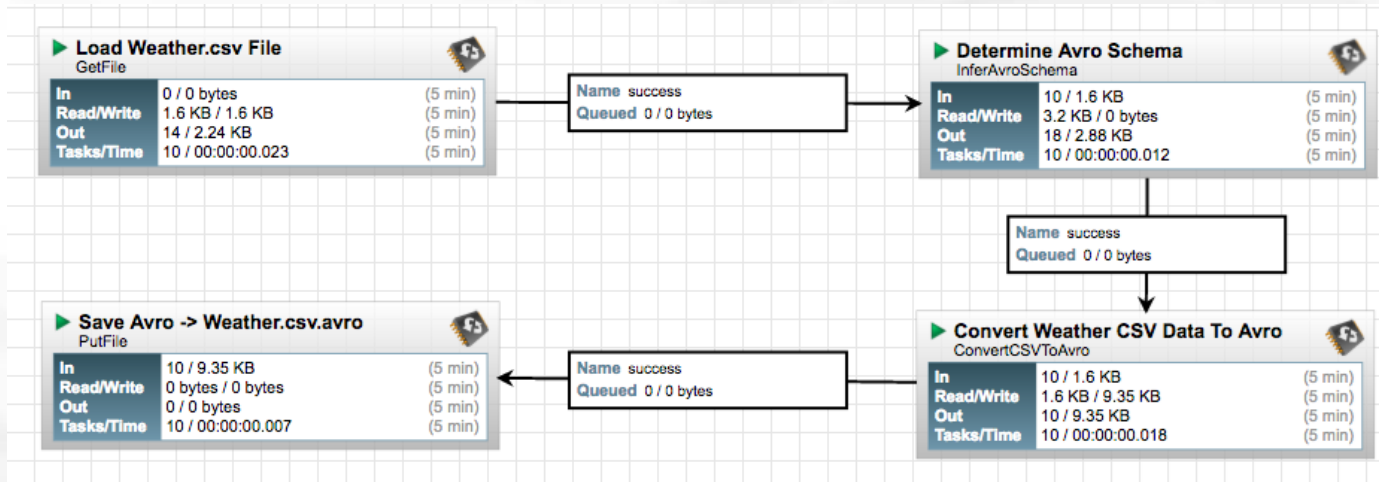 Load Weather.csv File
GetFile
In 0 / 0 bytes (5 min)
Read/Write 1.6 KB / 1.6 KB (5 min)
Out 14 / 2.24 KB (5 min)
Tasks/Time 10 / 00:00:00.023 (5 min)
Name success
Queued 0 / 0 bytes
Determine Avro Schema
InferAvroSchema
In 10 / 1.6 KB (5 min)
Read/Write 3.2 KB / 0 bytes (5 min)
Out 18 / 2.88 KB (5 min)
Tasks/Time 10 / 00:00:00.012 (5 min)
Name success
Queued 0 / 0 bytes
Convert Weather CSV Data To Avro
ConvertCSVToAvro
In 10 / 1.6 KB (5 min)
Read/Write 1.6 KB / 9.35 KB (5 min)
Out 10 / 9.35 KB (5 min)
Tasks/Time 10 / 00:00:00.018 (5 min)
Name success
Queued 0 / 0 bytes
Save Avro -> Weather.csv.avro
PutFile
In 10 / 9.35 KB (5 min)
Read/Write 0 bytes / 0 bytes (5 min)
Out 0 / 0 bytes (5 min)
Tasks/Time 10 / 00:00:00.007 (5 min)